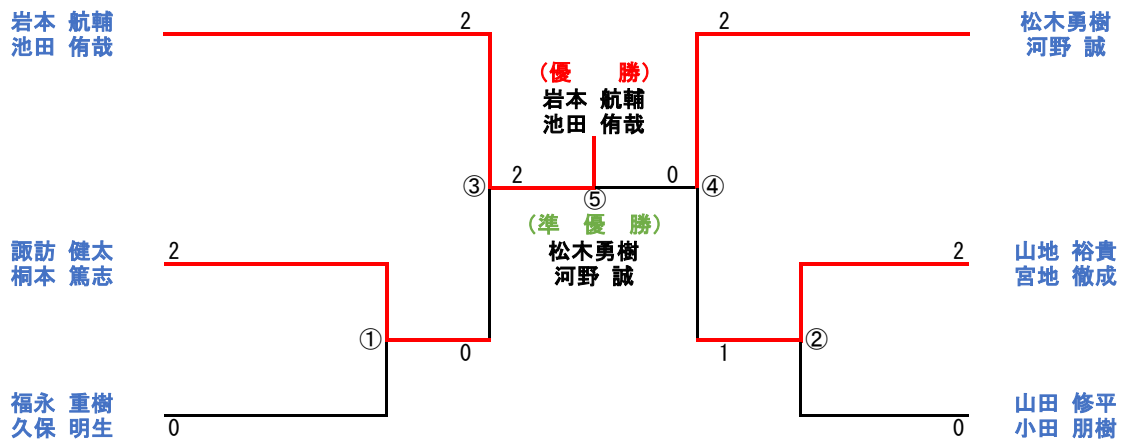 岩本 航輔
池田 侑哉
2
2
松木勇樹
河野 誠
(優 勝)
岩本 航輔
池田 侑哉
③
2
0
④
⑤
(準 優 勝)
松木勇樹
河野 誠
諏訪 健太
桐本 篤志
2
2
山地 裕貴
宮地 徹成
①
0
1
②
福永 重樹
久保 明生
0
0
山田 修平
小田 朋樹